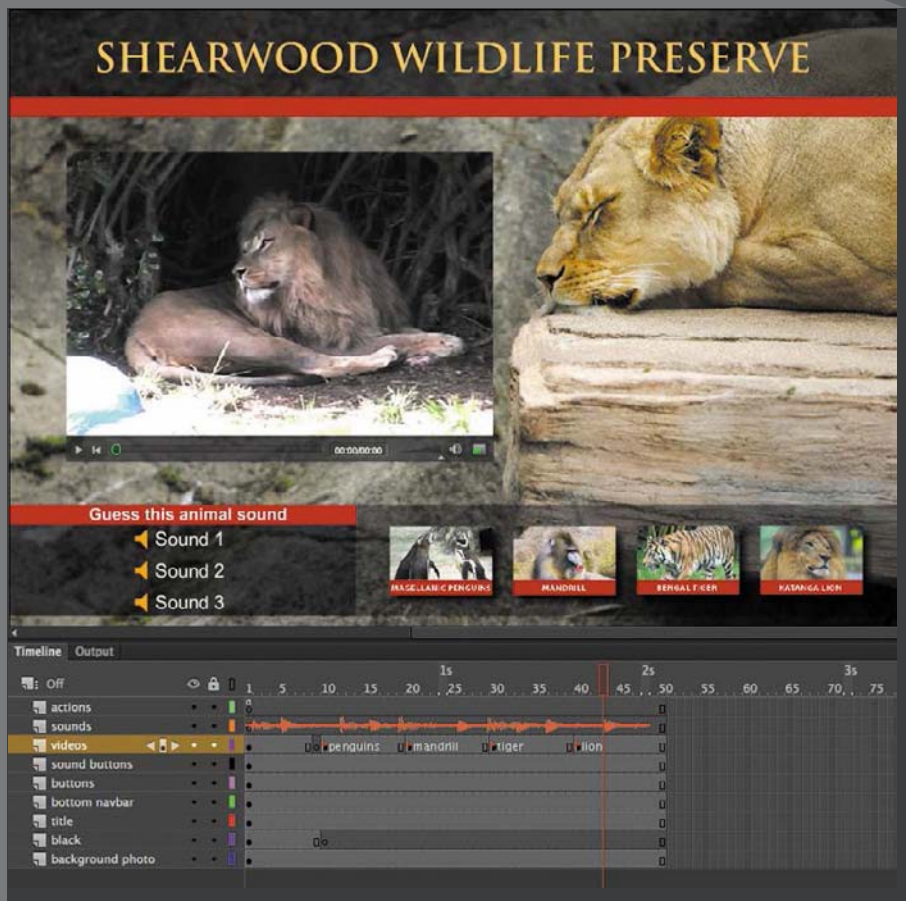 SHEARWOOD WILDLIFE PRESERVE
00:00/00:00
Guess this animal sound
Sound 1
Sound 2
Sound 3
MAGELLANIC PENGUINS
MANDRILL
BENGAL TIGER
KATANGA LION
Timeline Output
1s 2s 3s
Off 1 5 10 15 20 25 30 35 40 45 50 55 60 65 70 75
actions a
sounds
videos penguins mandrill tiger lion
sound buttons
buttons
bottom navbar
title
black
background photo